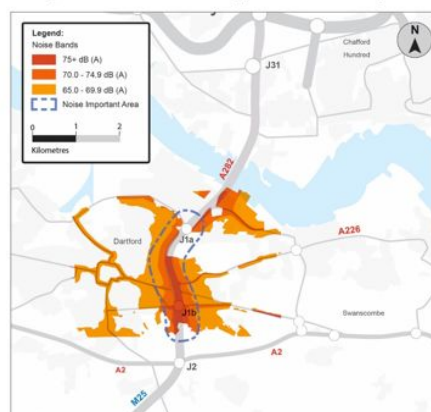 Legend:
Noise Bands
75+ dB (A)
70.0 - 74.9 dB (A)
65.0 - 69.9 dB (A)
Noise Important Area
0 1 2
Kilometres
N
Chafford
Hundred
J31
A282
J1a
Dartford
A226
J1b
Swanscombe
A2
A2
J2
M25